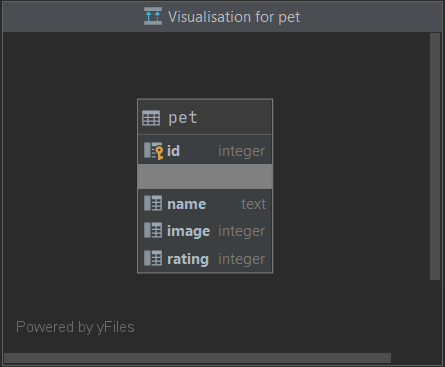 Visualisation for pet
pet
id integer
name text
image integer
rating integer
Powered by yFiles